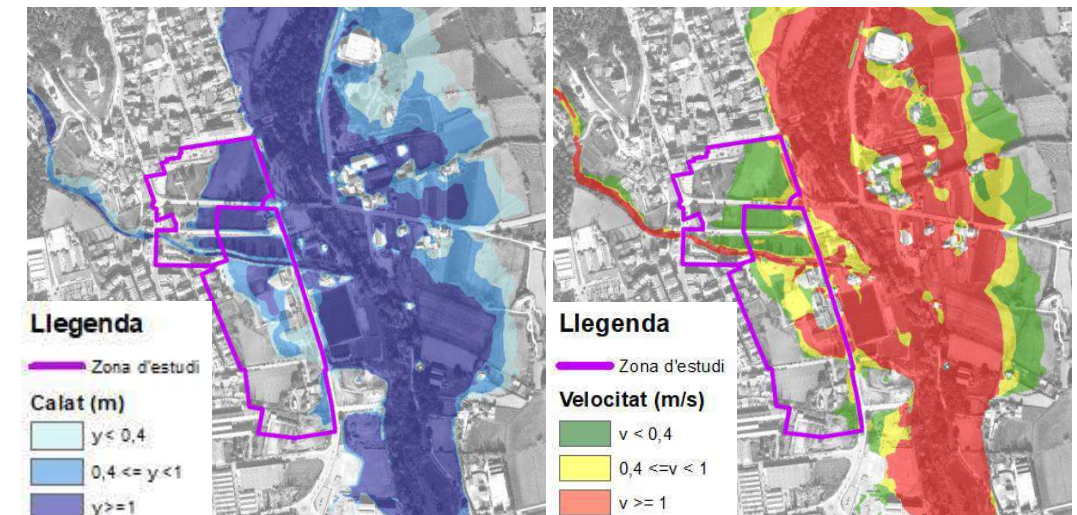 Llegenda
Zona d'estudi
Calat (m)
y< 0,4
0,4 <= y <1
y>=1
Llegenda
Zona d'estudi
Velocitat (m/s)
v < 0,4
0,4 <=v < 1
v >= 1